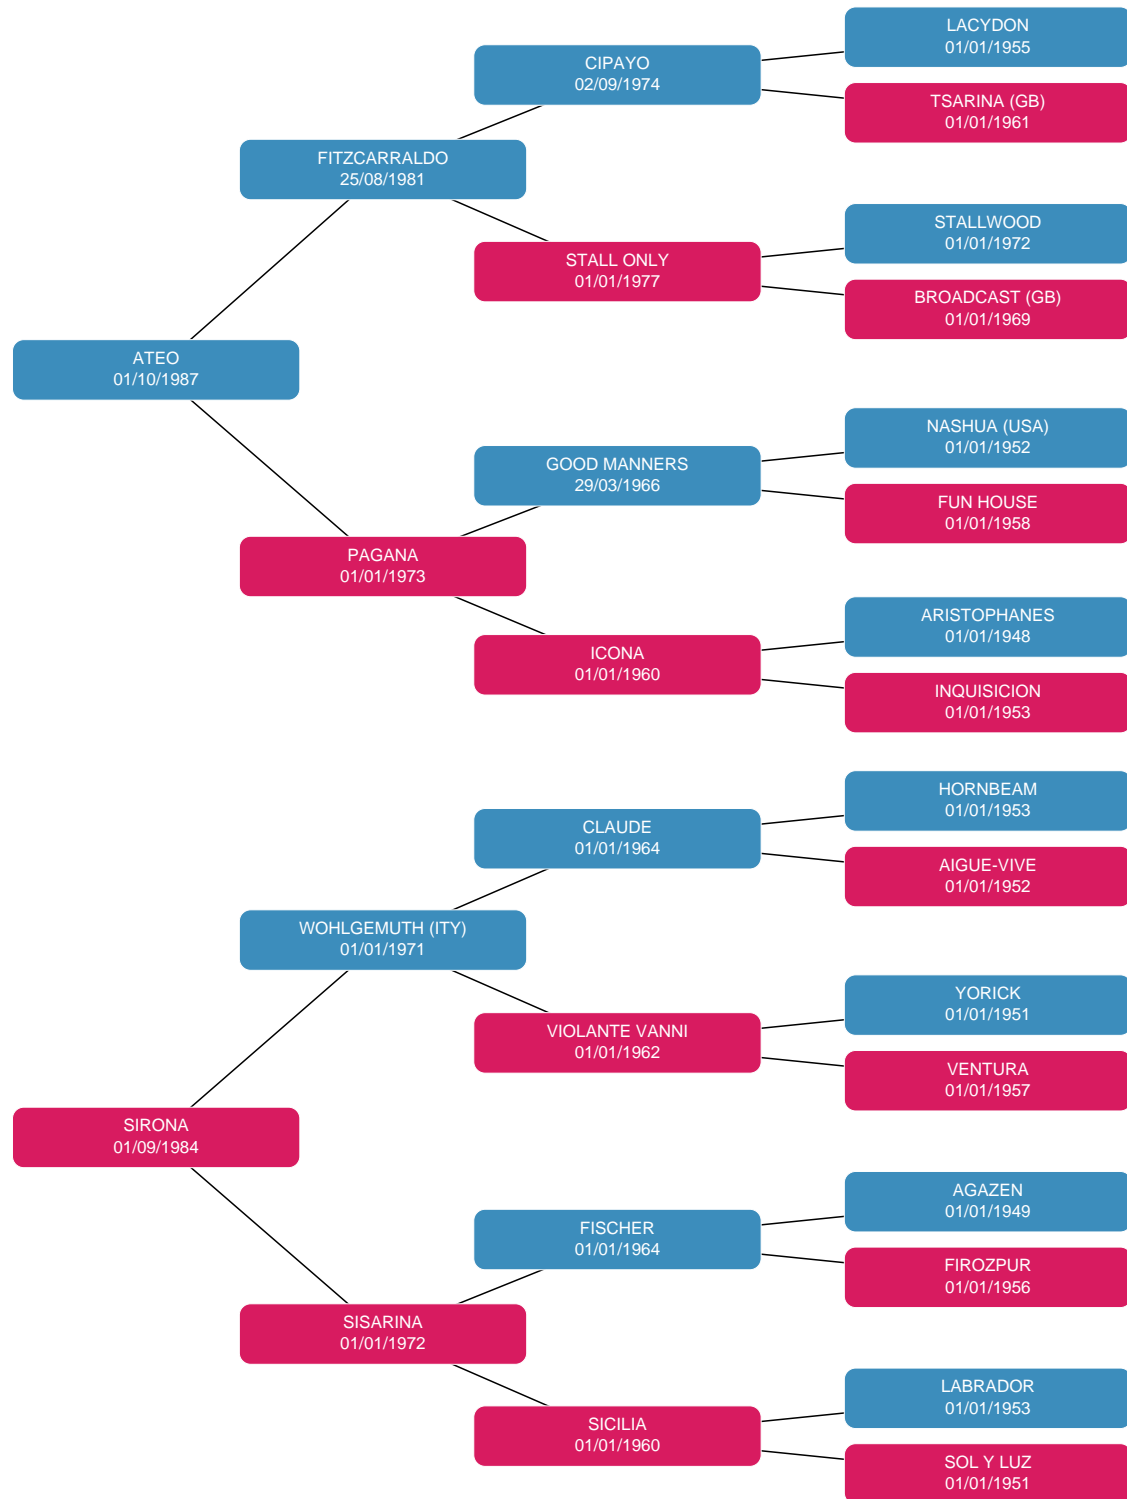 LACYDON
01/01/1955
CIPAYO
02/09/1974
TSARINA (GB)
01/01/1961
FITZCARRALDO
25/08/1981
STALLWOOD
01/01/1972
STALL ONLY
01/01/1977
BROADCAST (GB)
01/01/1969
ATEO
01/10/1987
NASHUA (USA)
01/01/1952
GOOD MANNERS
29/03/1966
FUN HOUSE
01/01/1958
PAGANA
01/01/1973
ARISTOPHANES
01/01/1948
ICONA
01/01/1960
INQUISICION
01/01/1953
HORNBEAM
01/01/1953
CLAUDE
01/01/1964
AIGUE-VIVE
01/01/1952
WOHLGEMUTH (ITY)
01/01/1971
YORICK
01/01/1951
VIOLANTE VANNI
01/01/1962
VENTURA
01/01/1957
SIRONA
01/09/1984
AGAZEN
01/01/1949
FISCHER
01/01/1964
FIROZPUR
01/01/1956
SISARINA
01/01/1972
LABRADOR
01/01/1953
SICILIA
01/01/1960
SOL Y LUZ
01/01/1951